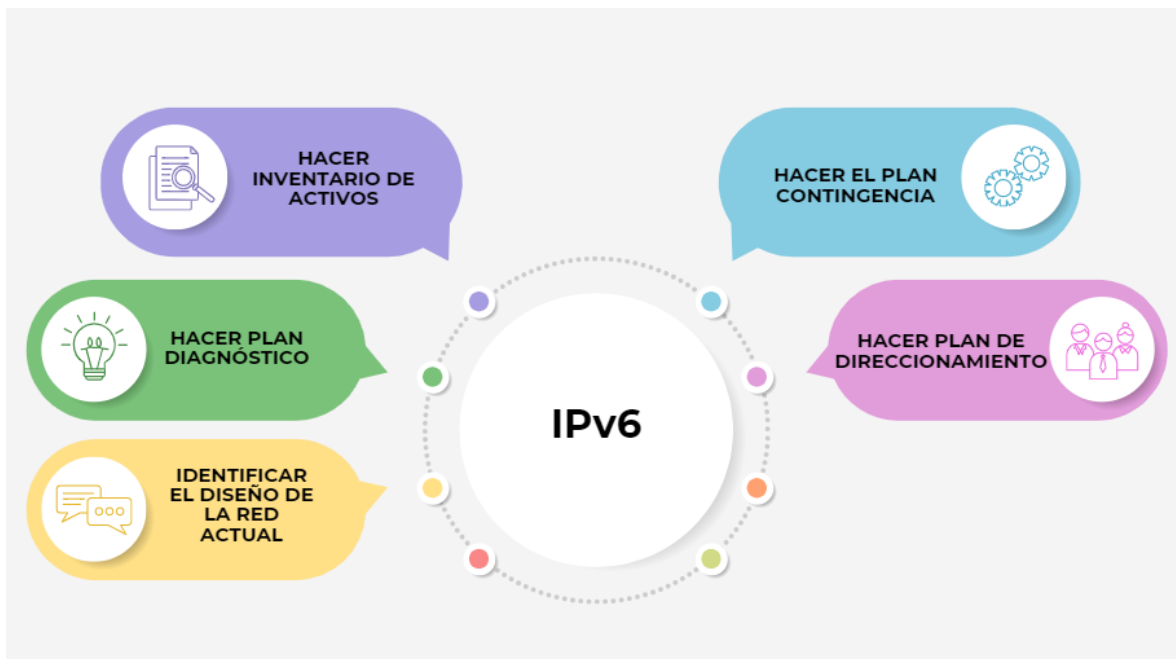 HACER
INVENTARIO DE
ACTIVOS
HACER PLAN
DIAGNÓSTICO
IDENTIFICAR
EL DISEÑO DE
LA RED
ACTUAL
IPv6
HACER EL PLAN
CONTINGENCIA
HACER PLAN DE
DIRECCIONAMIENTO